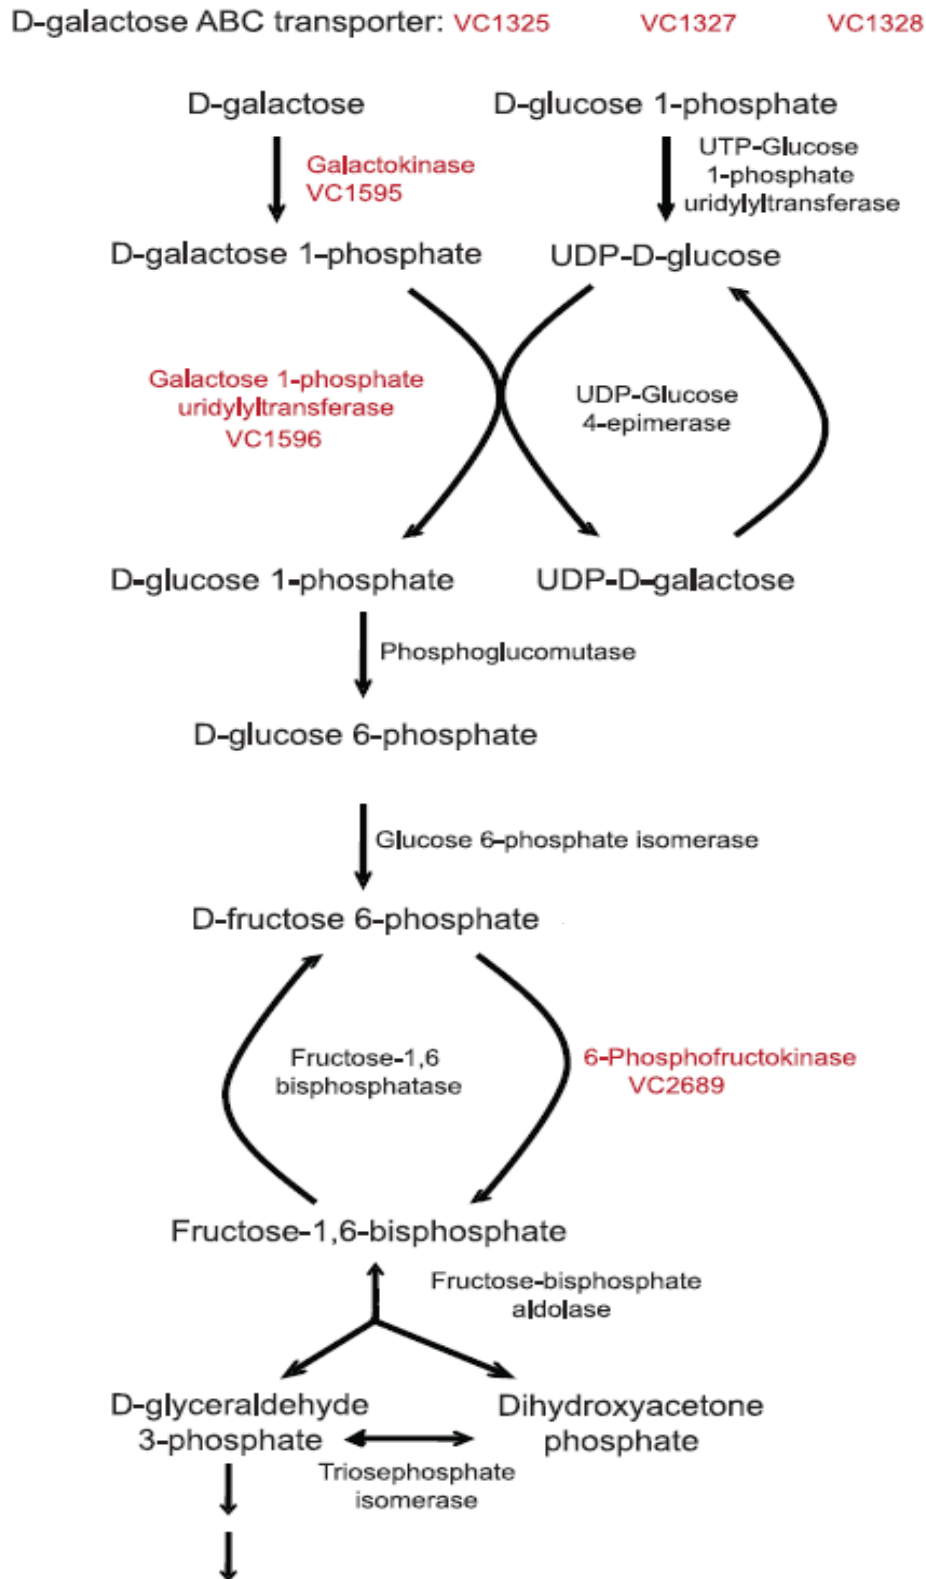 D-galactose ABC transporter: VC1325 VC1327 VC1328
D-galactose
D-glucose 1-phosphate
Galactokinase
VC1595
UTP-Glucose
1-phosphate
uridylyltransferase
D-galactose 1-phosphate
UDP-D-glucose
Galactose 1-phosphate
uridylyltransferase
VC1596
UDP-Glucose
4-epimerase
D-glucose 1-phosphate
UDP-D-galactose
Phosphoglucomutase
D-glucose 6-phosphate
Glucose 6-phosphate isomerase
D-fructose 6-phosphate
Fructose-1,6
bisphosphatase
6-Phosphofructokinase
VC2689
Fructose-1,6-bisphosphate
Fructose-bisphosphate
aldolase
D-glyceraldehyde
3-phosphate
Dihydroxyacetone
phosphate
Triosephosphate
isomerase